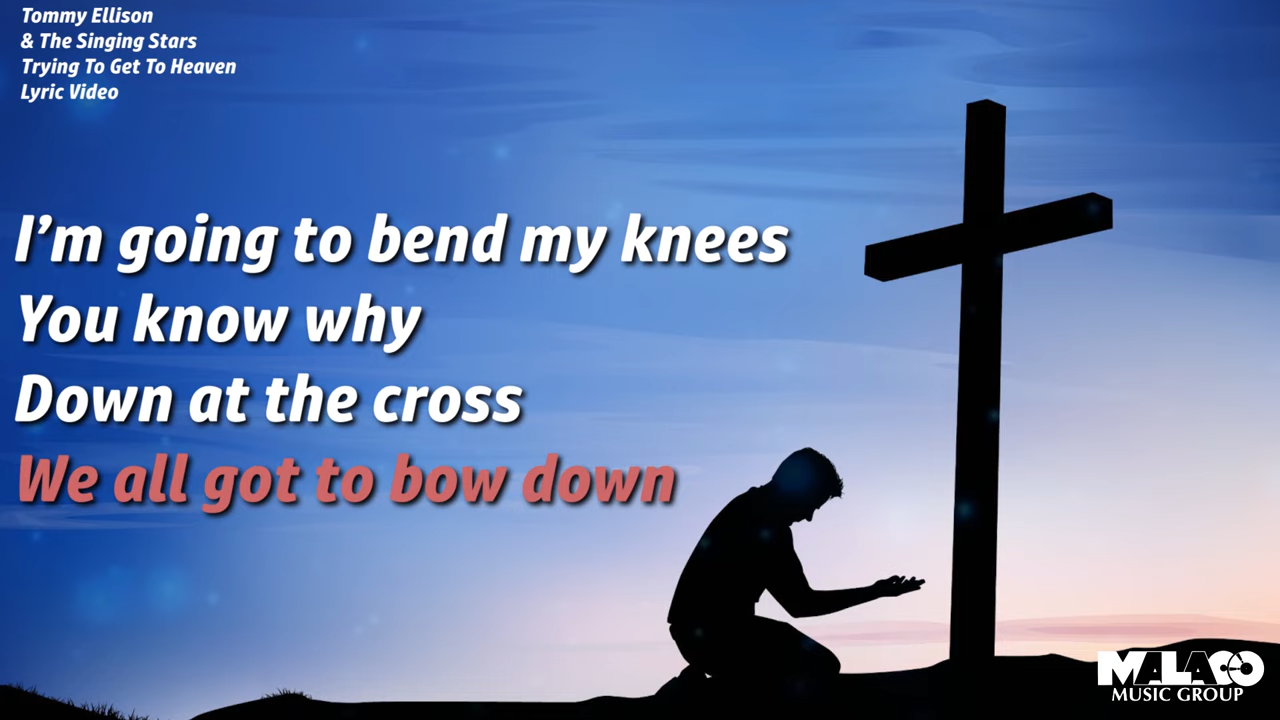 Tommy Ellison
& The Singing Stars
Trying To Get To Heaven
Lyric Video
I’m going to bend my knees
You know why
Down at the cross
We all got to bow down
MALACO
MUSIC GROUP